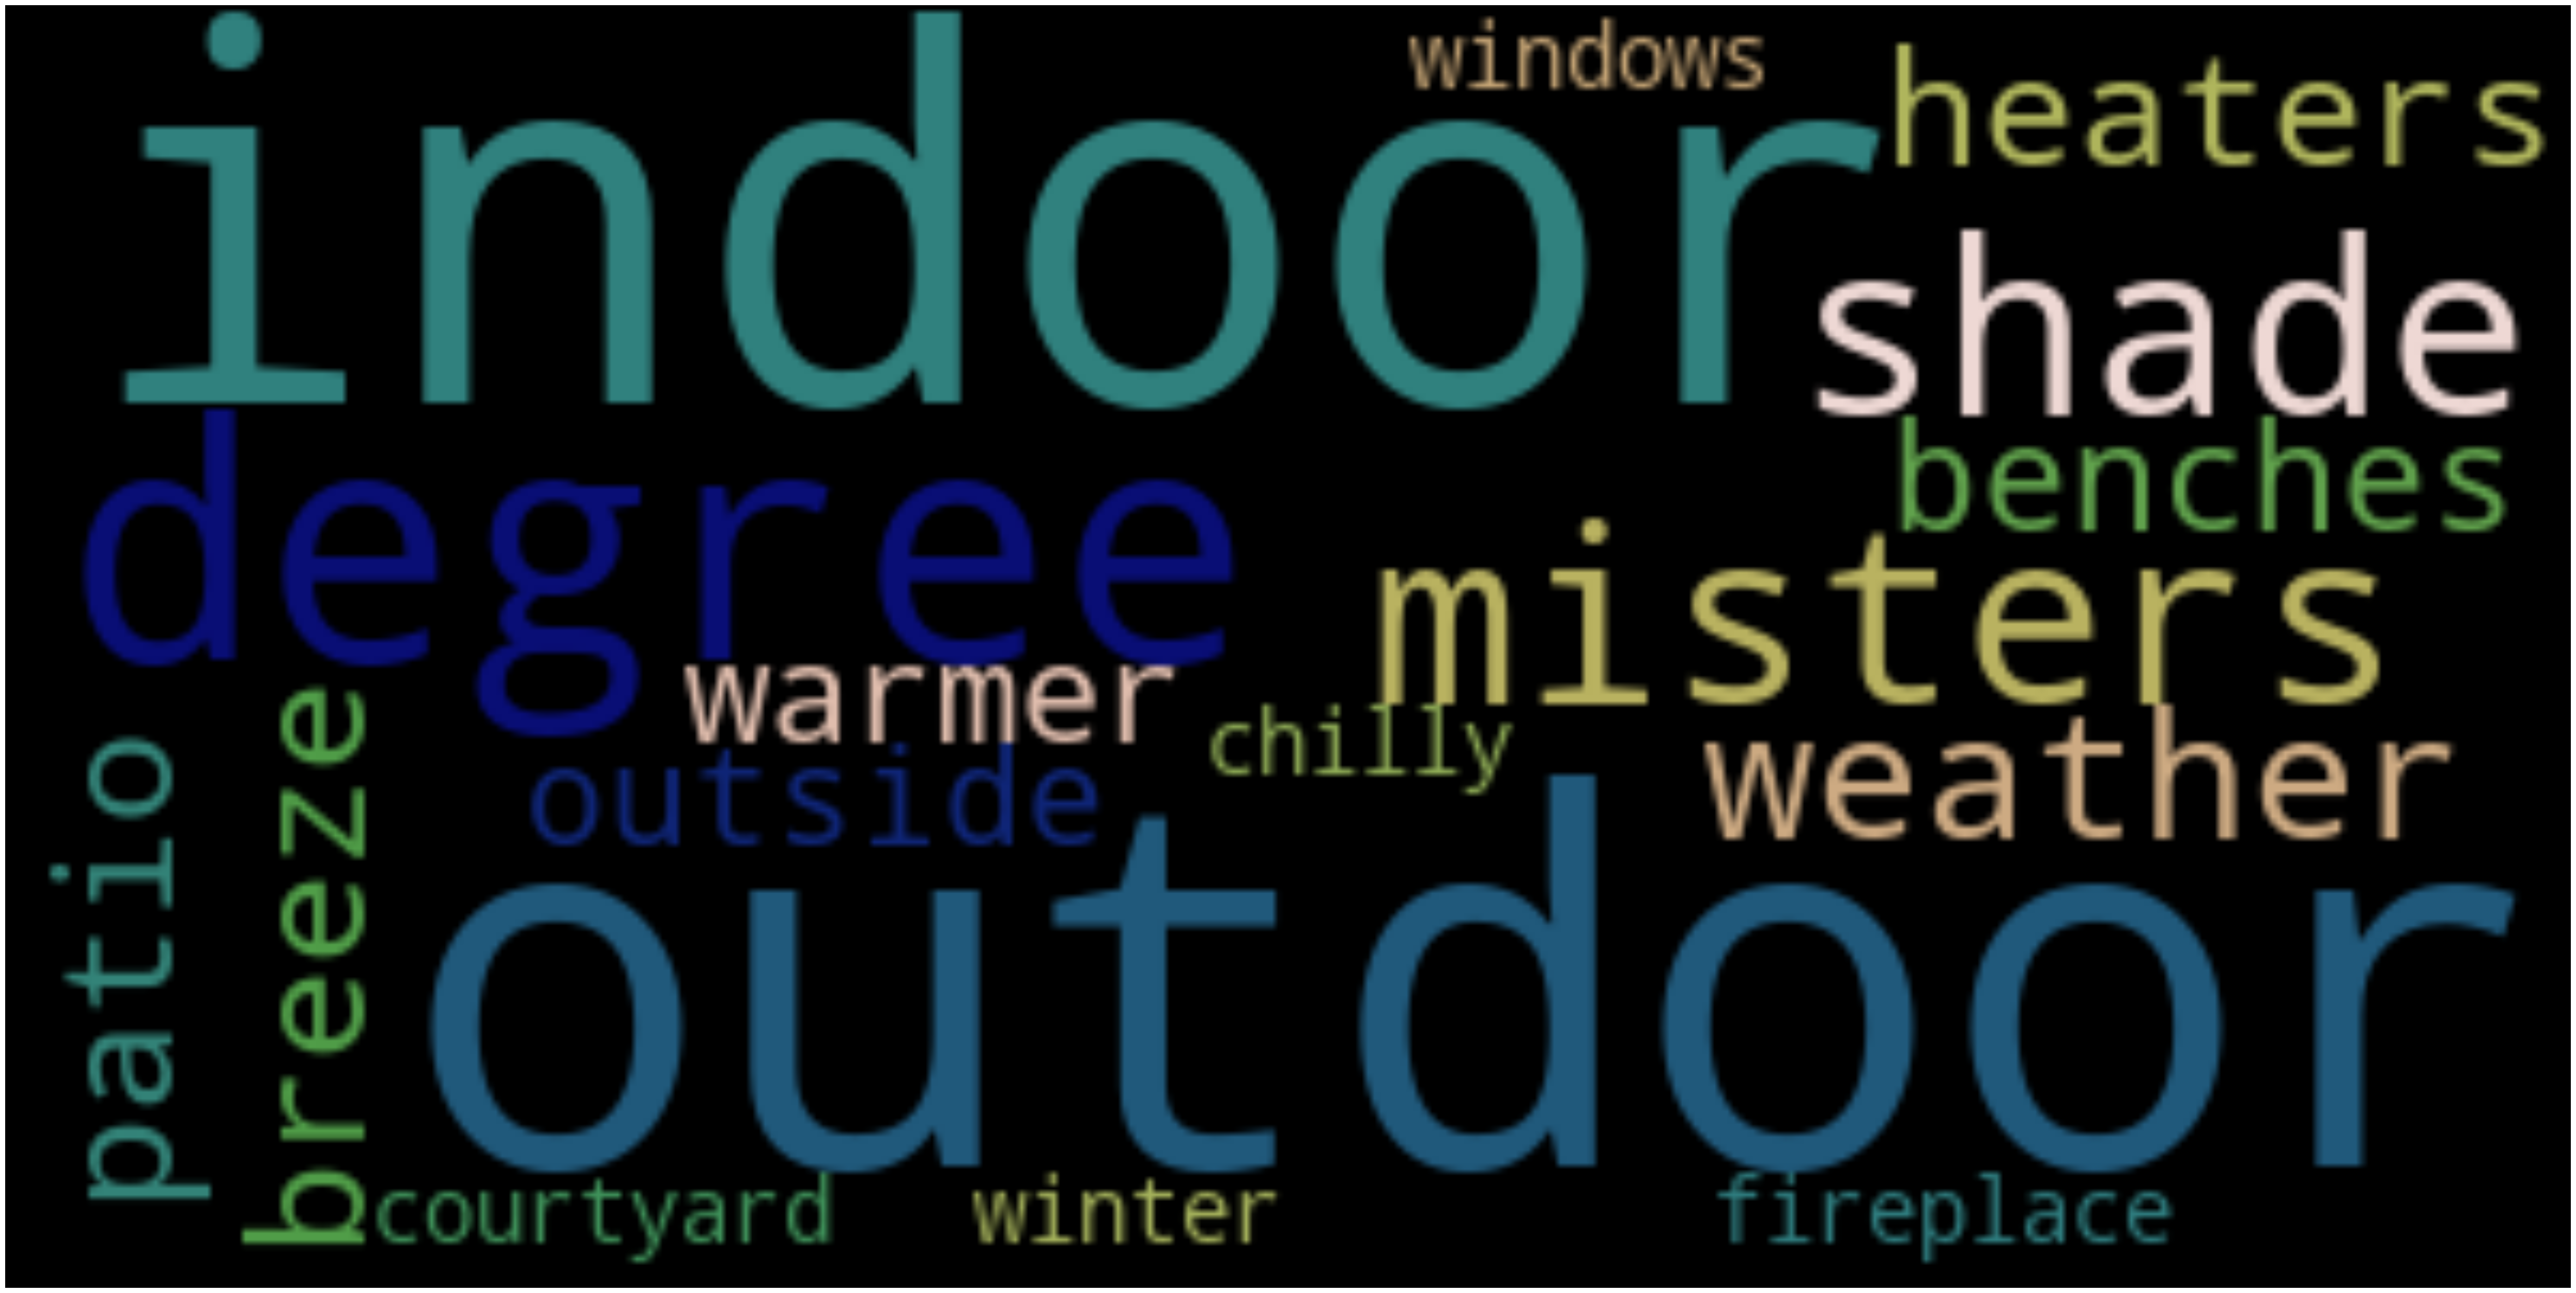 windows
indoor
heaters
shade
degree
benches
misters
warmer
chilly
weather
outside
patio
breeze
outdoor
courtyard
winter
fireplace